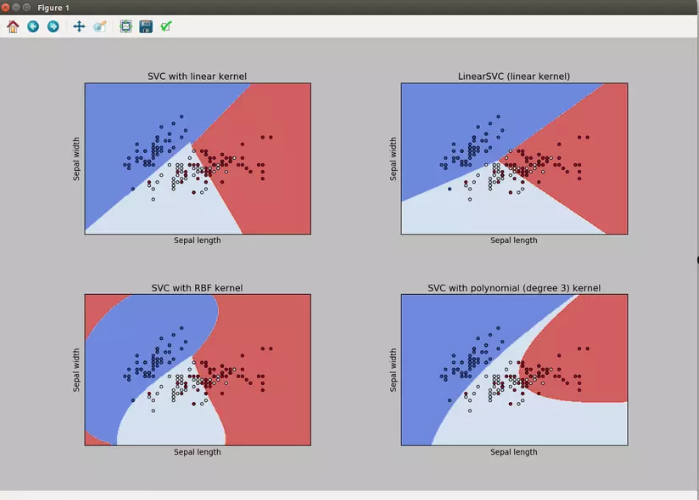 Figure 1
SVC with linear kernel
LinearSVC (linear kernel)
Sepal width
Sepal width
Sepal length
Sepal length
SVC with RBF kernel
SVC with polynomial (degree 3) kernel
Sepal width
Sepal width
Sepal length
Sepal length